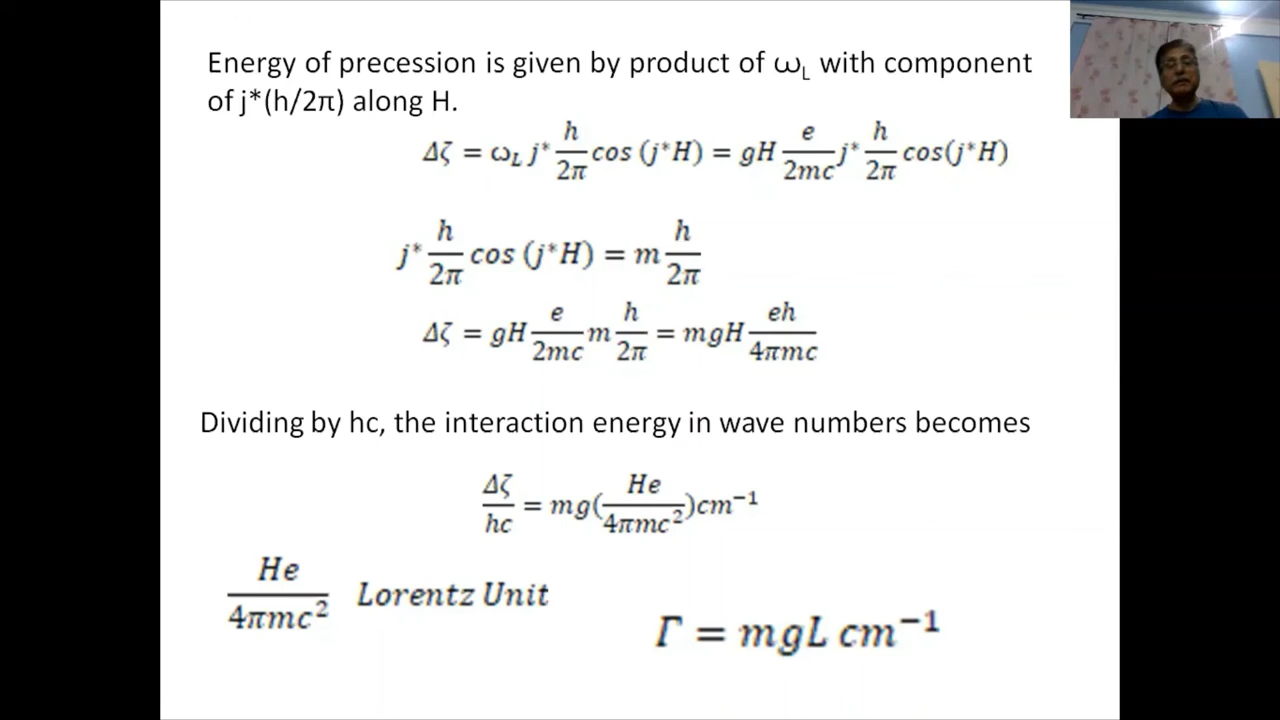 Energy of precession is given by product of ω_L with component
of j*(h/2π) along H.
Δζ = ω_L j* h/2π cos (j*H) = gH e/2mc j* h/2π cos(j*H)
j* h/2π cos (j*H) = m h/2π
Δζ = gH e/2mc m h/2π = mgH eh/4πmc
Dividing by hc, the interaction energy in wave numbers becomes
Δζ/hc = mg(He/4πmc²)cm⁻¹
He/4πmc² Lorentz Unit
Γ = mgL cm⁻¹